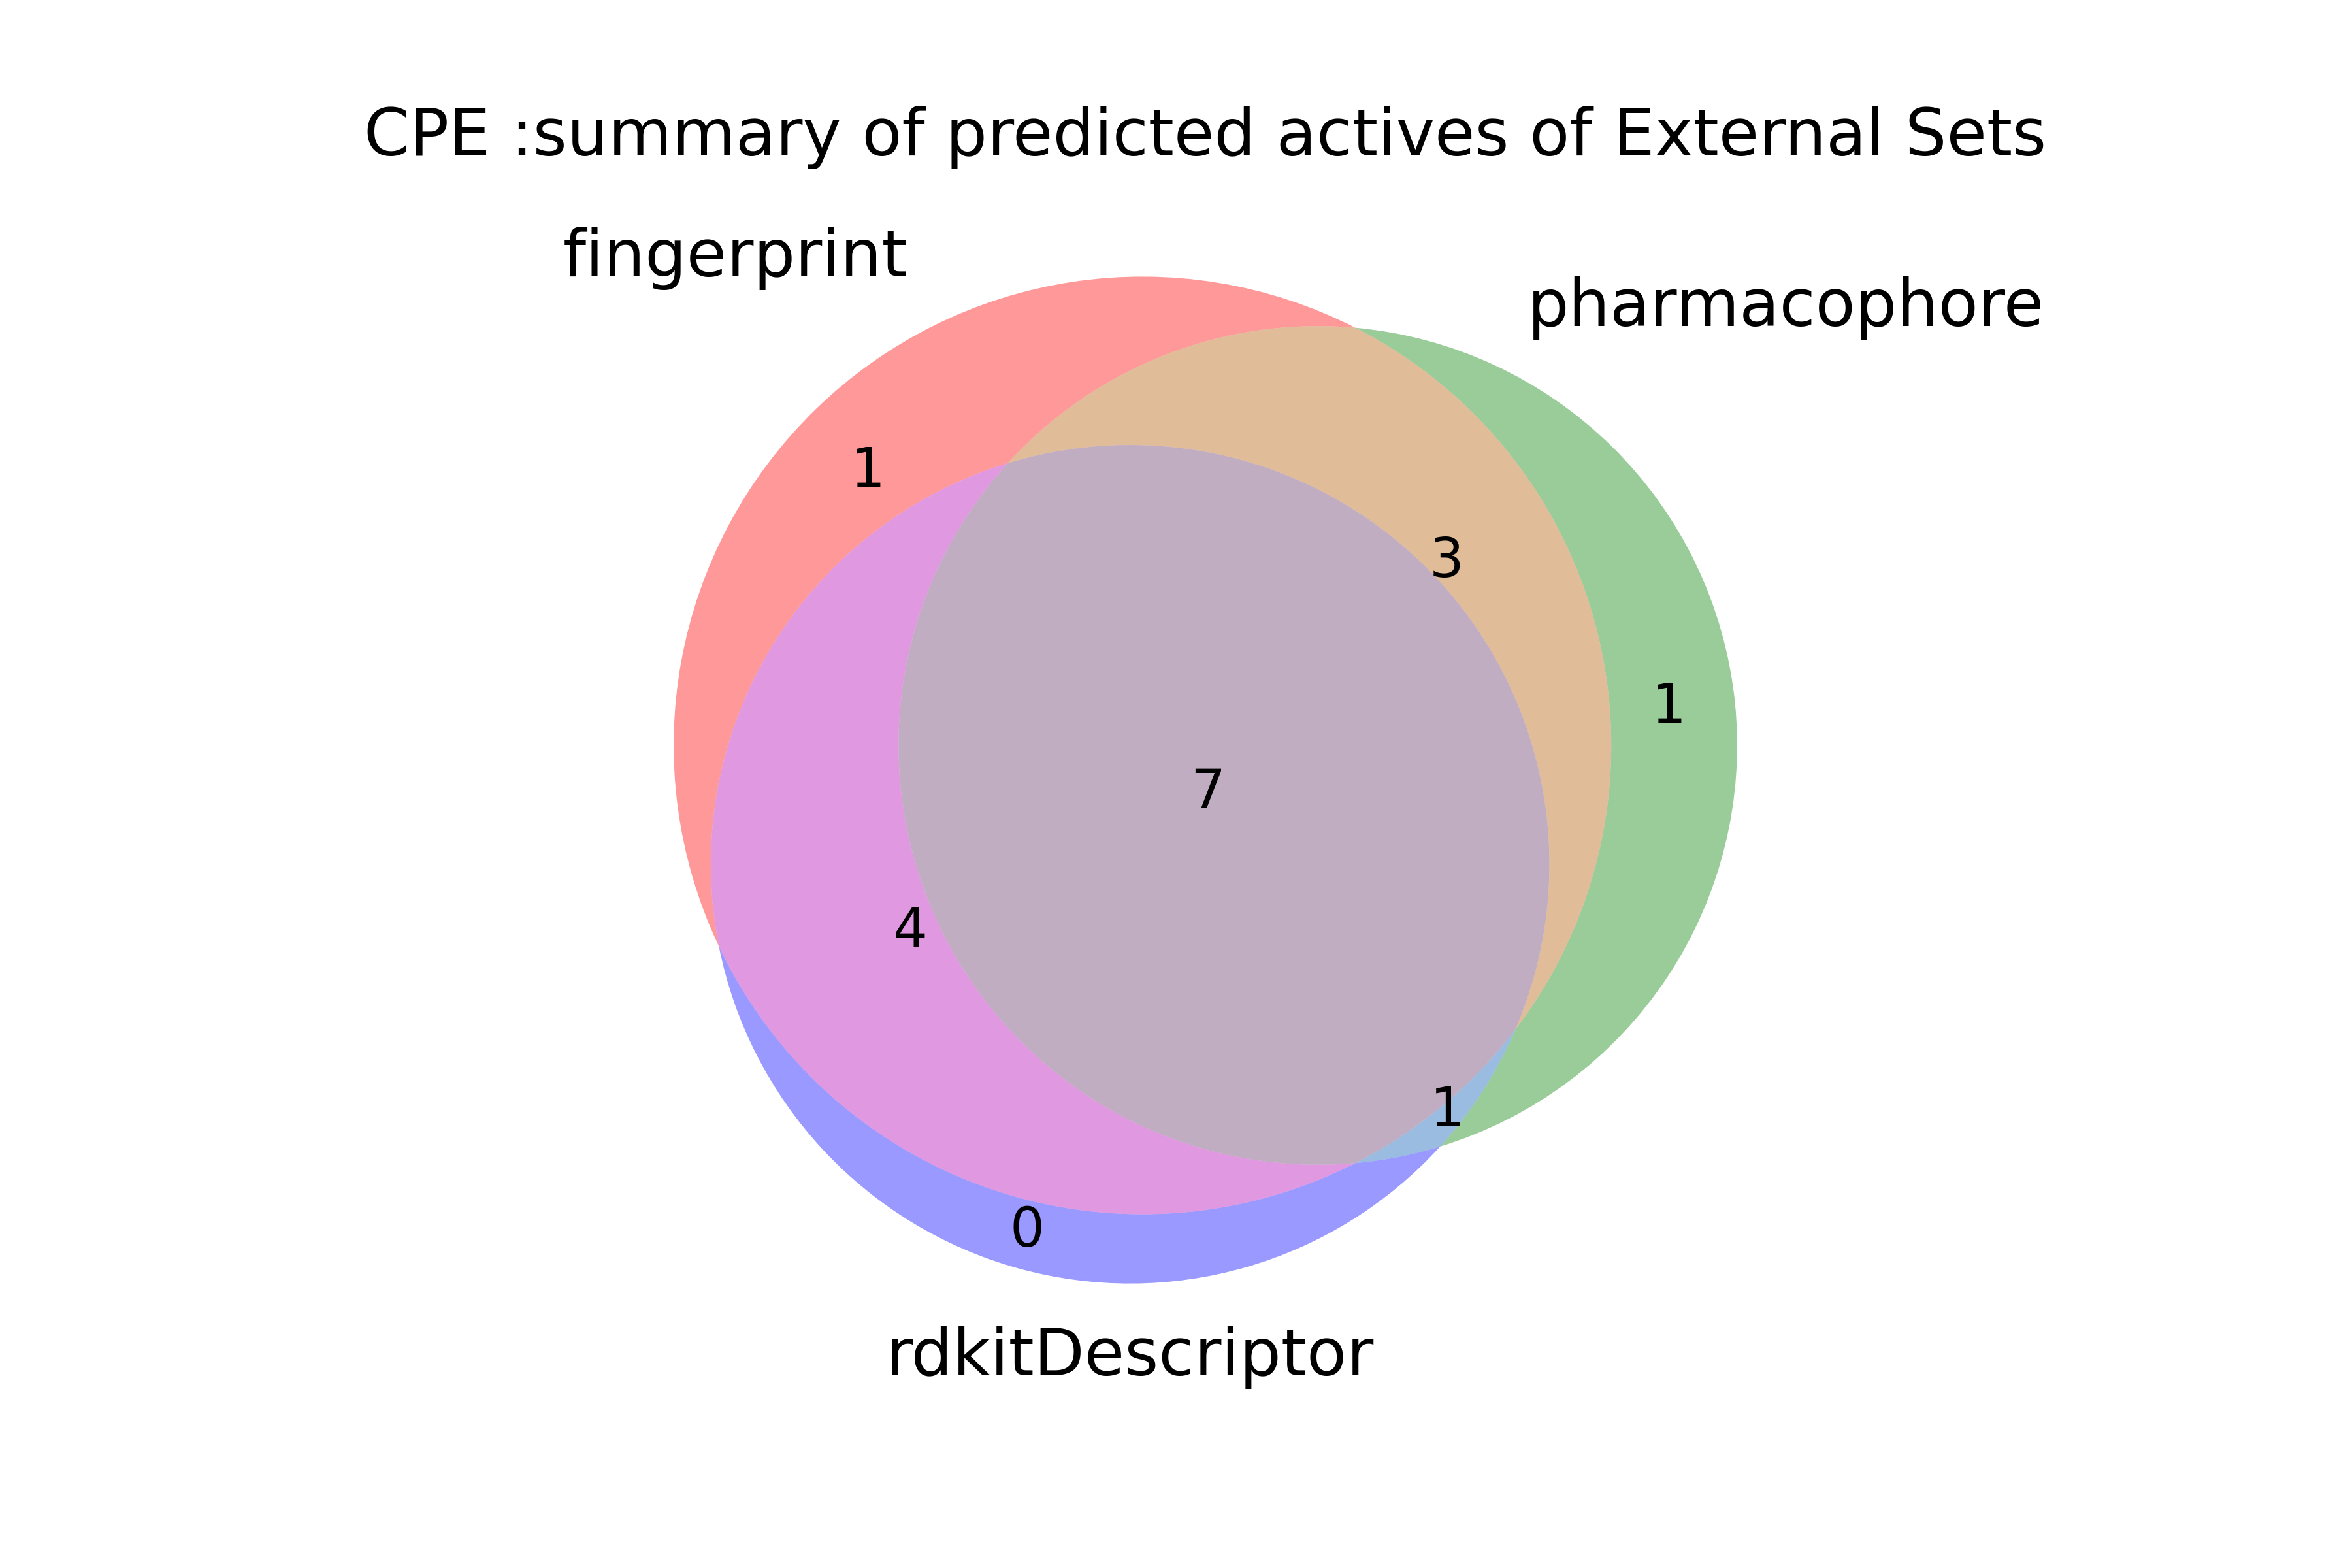 CPE :summary of predicted actives of External Sets
fingerprint
pharmacophore
1
3
1
7
4
1
0
rdkitDescriptor